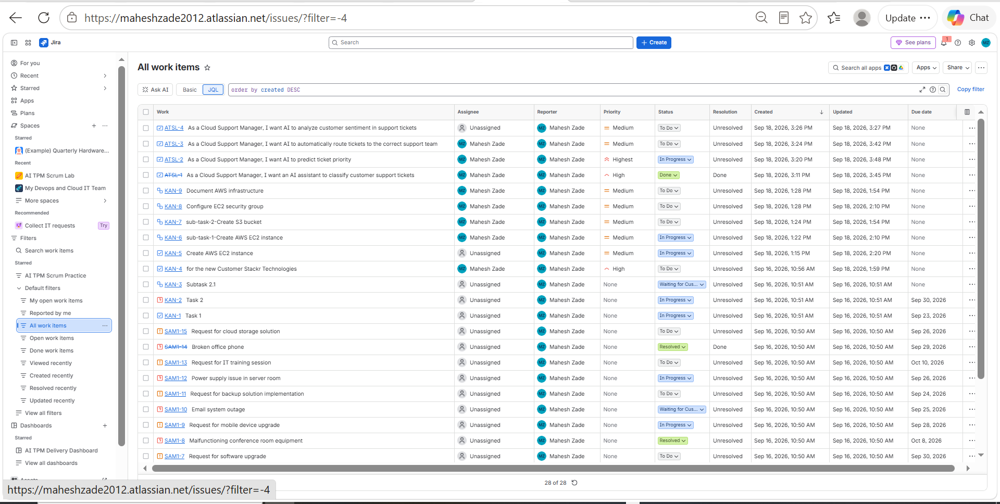 https://maheshzade2012.atlassian.net/issues/?filter=-4
Update
Chat
Jira
Search
Create
See plans
1
MZ
For you
Recent
Starred
Apps
Plans
Spaces
Starred
(Example) Quarterly Hardware...
Recent
AI TPM Scrum Lab
My Devops and Cloud IT Team
More spaces
Recommended
Collect IT requests Try
Filters
Search work items
Starred
AI TPM Scrum Practice
Default filters
My open work items
Reported by me
All work items
Open work items
Done work items
Viewed recently
Created recently
Resolved recently
Updated recently
View all filters
Dashboards
Starred
AI TPM Delivery Dashboard
View all dashboards
All work items
Search all apps
Apps
Share
Ask AI
Basic
JQL
order by created DESC
Copy filter
Work Assignee Reporter Priority Status Resolution Created Updated Due date
ATSL-4 As a Cloud Support Manager, I want AI to analyze customer sentiment in support tickets Unassigned MZ Mahesh Zade Medium To Do Unresolved Sep 18, 2026, 3:26 PM Sep 18, 2026, 3:27 PM None
ATSL-3 As a Cloud Support Manager, I want AI to automatically route tickets to the correct support team MZ Mahesh Zade MZ Mahesh Zade Medium To Do Unresolved Sep 18, 2026, 3:24 PM Sep 18, 2026, 3:42 PM None
ATSL-2 As a Cloud Support Manager, I want AI to predict ticket priority MZ Mahesh Zade MZ Mahesh Zade Highest In Progress Unresolved Sep 18, 2026, 3:20 PM Sep 18, 2026, 3:48 PM None
ATSL-1 As a Cloud Support Manager, I want an AI assistant to classify customer support tickets MZ Mahesh Zade MZ Mahesh Zade High Done Done Sep 18, 2026, 3:11 PM Sep 18, 2026, 3:45 PM None
KAN-9 Document AWS infrastructure MZ Mahesh Zade MZ Mahesh Zade Medium To Do Unresolved Sep 18, 2026, 1:28 PM Sep 18, 2026, 1:54 PM None
KAN-8 Configure EC2 security group MZ Mahesh Zade MZ Mahesh Zade Medium To Do Unresolved Sep 18, 2026, 1:28 PM Sep 18, 2026, 2:10 PM None
KAN-7 sub-task-2-Create S3 bucket MZ Mahesh Zade MZ Mahesh Zade Medium To Do Unresolved Sep 18, 2026, 1:24 PM Sep 18, 2026, 1:54 PM None
KAN-6 sub-task-1-Create AWS EC2 instance MZ Mahesh Zade MZ Mahesh Zade Medium In Progress Unresolved Sep 18, 2026, 1:22 PM Sep 18, 2026, 2:10 PM None
KAN-5 Create AWS EC2 instance Unassigned MZ Mahesh Zade Medium In Progress Unresolved Sep 18, 2026, 1:15 PM Sep 18, 2026, 2:20 PM None
KAN-4 for the new Customer Stackr Technologies MZ Mahesh Zade MZ Mahesh Zade High To Do Unresolved Sep 16, 2026, 10:56 AM Sep 18, 2026, 1:59 PM None
KAN-3 Subtask 2.1 Unassigned MZ Mahesh Zade None Waiting for Cus... Unresolved Sep 16, 2026, 10:51 AM Sep 16, 2026, 10:51 AM None
KAN-2 Task 2 Unassigned MZ Mahesh Zade None In Progress Unresolved Sep 16, 2026, 10:51 AM Sep 16, 2026, 10:51 AM Sep 30, 2026
KAN-1 Task 1 Unassigned MZ Mahesh Zade None In Progress Unresolved Sep 16, 2026, 10:51 AM Sep 16, 2026, 10:51 AM Sep 23, 2026
SAM1-15 Request for cloud storage solution Unassigned MZ Mahesh Zade None To Do Unresolved Sep 16, 2026, 10:50 AM Sep 16, 2026, 10:50 AM Sep 26, 2026
SAM1-14 Broken office phone Unassigned MZ Mahesh Zade None Resolved Done Sep 16, 2026, 10:50 AM Sep 16, 2026, 10:50 AM Sep 29, 2026
SAM1-13 Request for IT training session Unassigned MZ Mahesh Zade None To Do Unresolved Sep 16, 2026, 10:50 AM Sep 16, 2026, 10:50 AM Oct 10, 2026
SAM1-12 Power supply issue in server room Unassigned MZ Mahesh Zade None In Progress Unresolved Sep 16, 2026, 10:50 AM Sep 16, 2026, 10:50 AM Sep 26, 2026
SAM1-11 Request for backup solution implementation Unassigned MZ Mahesh Zade None To Do Unresolved Sep 16, 2026, 10:50 AM Sep 16, 2026, 10:50 AM Sep 24, 2026
SAM1-10 Email system outage Unassigned MZ Mahesh Zade None Waiting for Cus... Unresolved Sep 16, 2026, 10:50 AM Sep 16, 2026, 10:50 AM Sep 25, 2026
SAM1-9 Request for mobile device upgrade Unassigned MZ Mahesh Zade None In Progress Unresolved Sep 16, 2026, 10:50 AM Sep 16, 2026, 10:50 AM Sep 28, 2026
SAM1-8 Malfunctioning conference room equipment Unassigned MZ Mahesh Zade None Resolved Unresolved Sep 16, 2026, 10:50 AM Sep 16, 2026, 10:50 AM Oct 8, 2026
SAM1-7 Request for software upgrade Unassigned MZ Mahesh Zade None To Do Unresolved Sep 16, 2026, 10:50 AM Sep 16, 2026, 10:50 AM Sep 30, 2026
28 of 28
https://maheshzade2012.atlassian.net/issues/?filter=-4